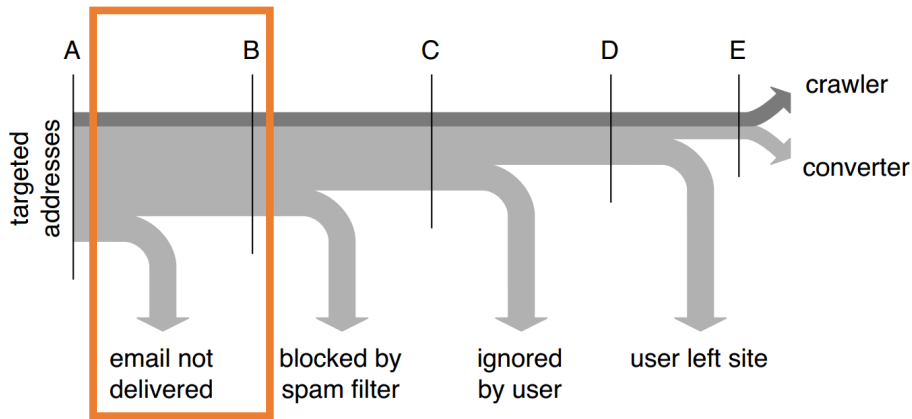 A
B
C
D
E
crawler
converter
targeted
addresses
email not
delivered
blocked by
spam filter
ignored
by user
user left site